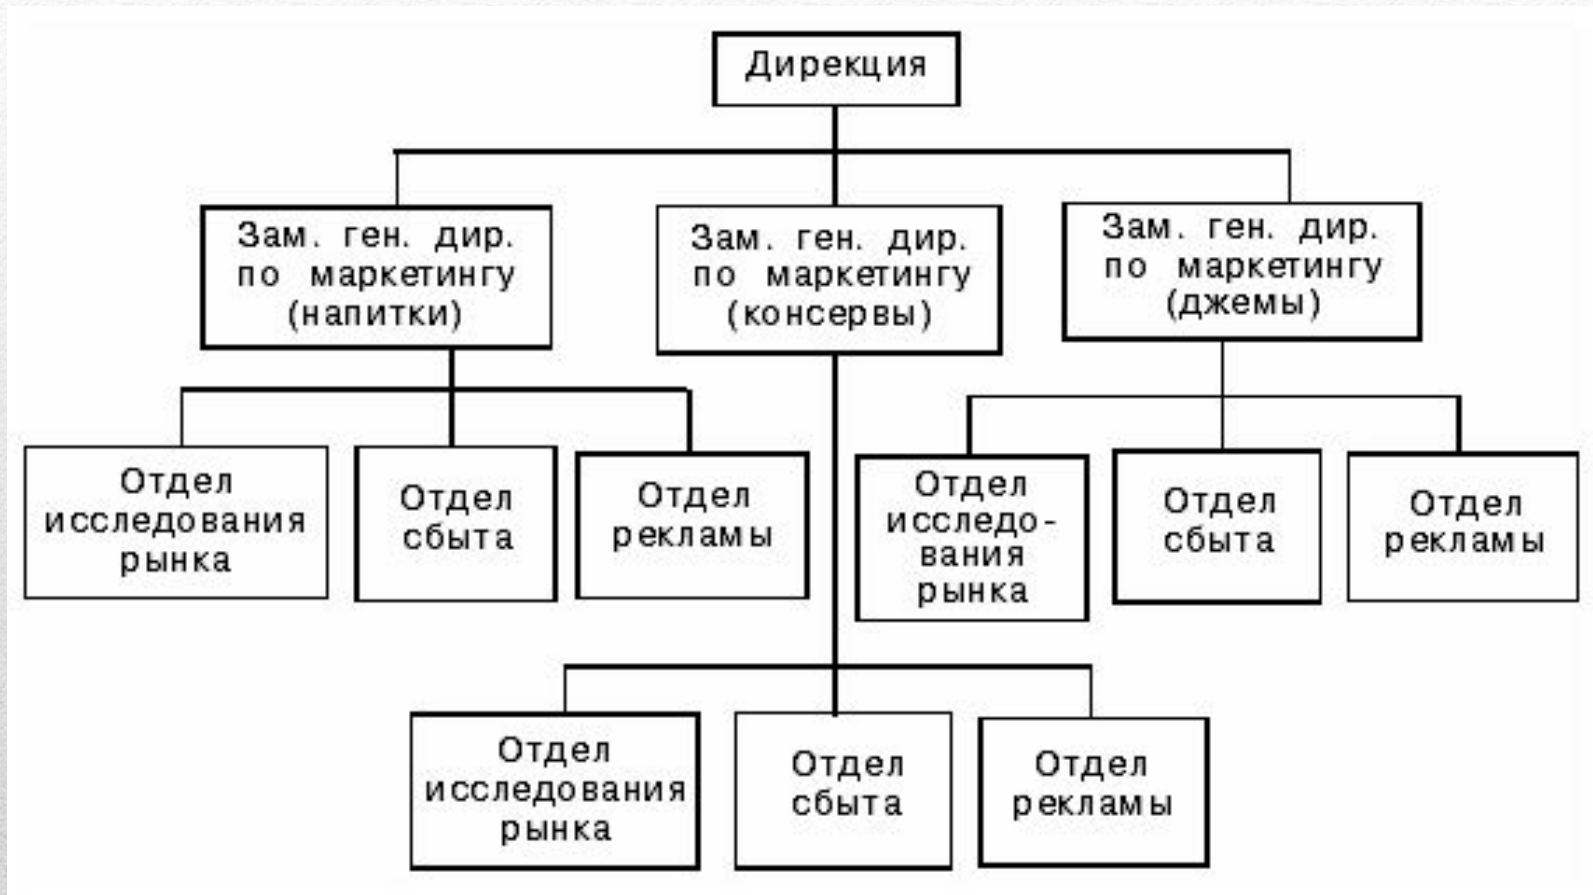 Дирекция
Зам. ген. дир.
по маркетингу
(напитки)
Зам. ген. дир.
по маркетингу
(консервы)
Зам. ген. дир.
по маркетингу
(джемы)
Отдел
исследования
рынка
Отдел
сбыта
Отдел
рекламы
Отдел
исследо-
вания
рынка
Отдел
сбыта
Отдел
рекламы
Отдел
исследования
рынка
Отдел
сбыта
Отдел
рекламы